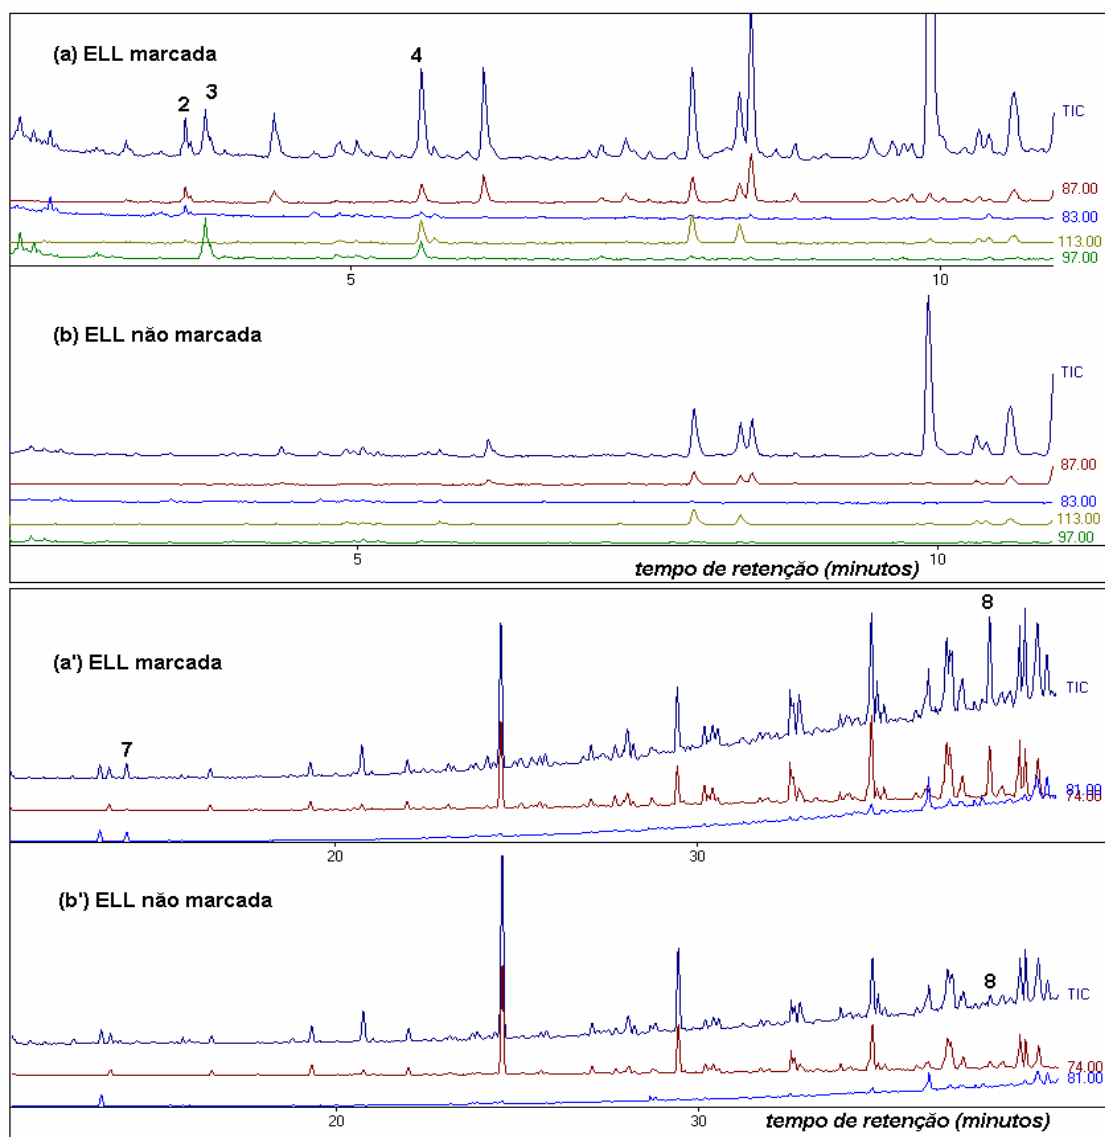 (a) ELL marcada
2
3
4
TIC
87.00
83.00
113.00
97.00
5
10
(b) ELL não marcada
TIC
87.00
83.00
113.00
97.00
5
10
tempo de retenção (minutos)
(a') ELL marcada
7
8
TIC
81.00
74.00
20
30
(b') ELL não marcada
8
TIC
74.00
81.00
20
30
tempo de retenção (minutos)